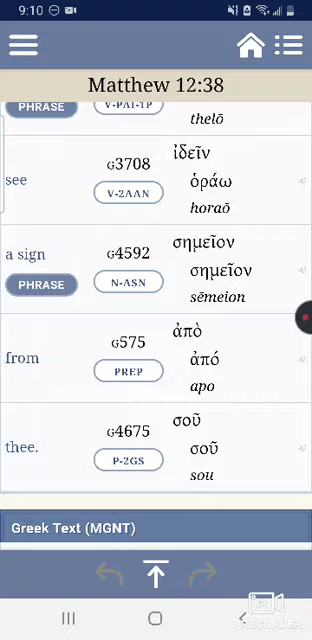 9:10
Matthew 12:38
PHRASE V-PAI-1P
thelō
see G3708 ἰδεῖν
V-2AAN ὁράω
horaō
a sign G4592 σημεῖον
PHRASE N-ASN σημεῖον
sēmeion
from G575 ἀπὸ
PREP ἀπό
apo
thee. G4675 σοῦ
P-2GS σοῦ
sou
Greek Text (MGNT)